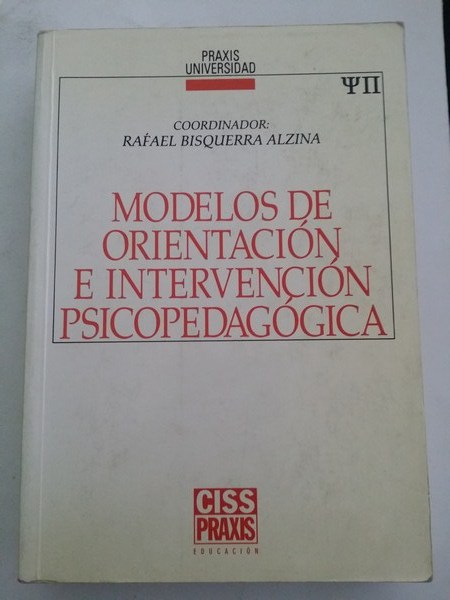 PRAXIS
UNIVERSIDAD
ΨΠ
COORDINADOR:
RAFAEL BISQUERRA ALZINA
MODELOS DE
ORIENTACIÓN
E INTERVENCIÓN
PSICOPEDAGÓGICA
CISS
PRAXIS
EDUCACIÓN